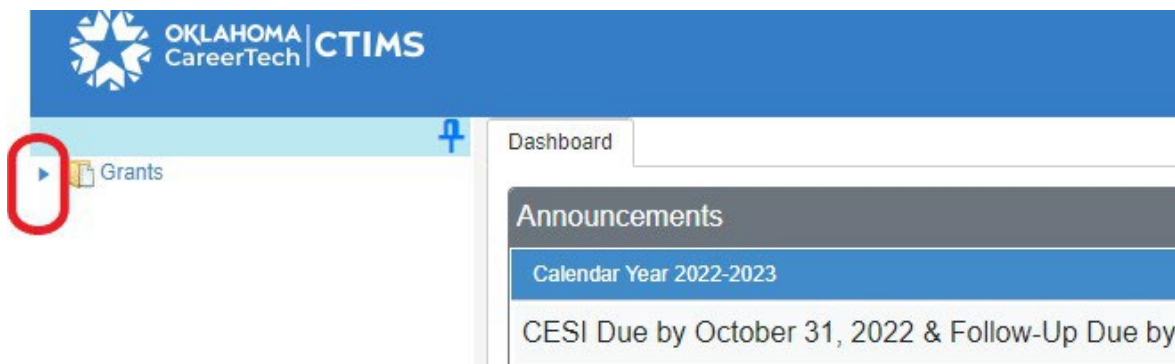 OKLAHOMA
CareerTech
CTIMS
Grants
Dashboard
Announcements
Calendar Year 2022-2023
CESI Due by October 31, 2022 & Follow-Up Due by